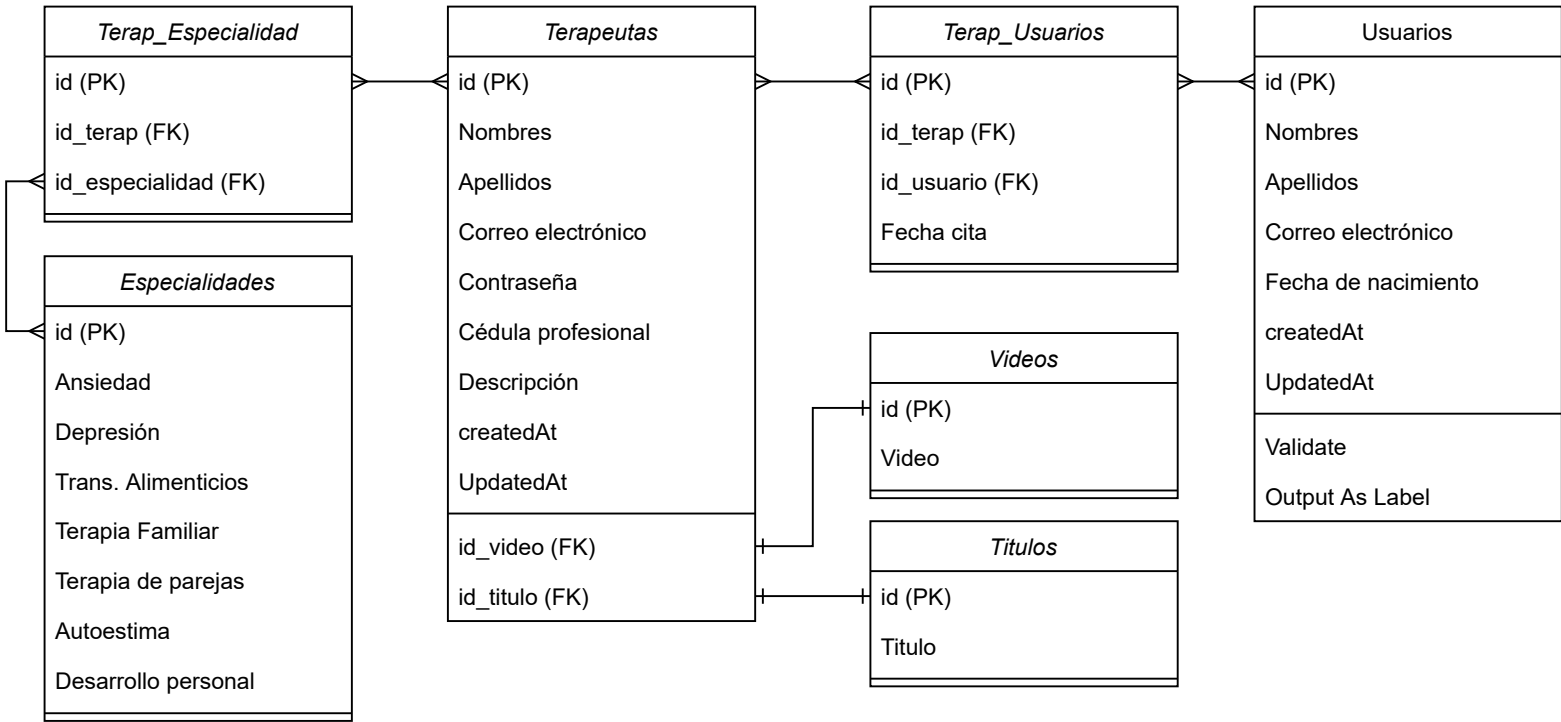 Terap_Especialidad
id (PK)
id_terap (FK)
id_especialidad (FK)
Especialidades
id (PK)
Ansiedad
Depresión
Trans. Alimenticios
Terapia Familiar
Terapia de parejas
Autoestima
Desarrollo personal
Terapeutas
id (PK)
Nombres
Apellidos
Correo electrónico
Contraseña
Cédula profesional
Descripción
createdAt
UpdatedAt
id_video (FK)
id_titulo (FK)
Terap_Usuarios
id (PK)
id_terap (FK)
id_usuario (FK)
Fecha cita
Videos
id (PK)
Video
Titulos
id (PK)
Titulo
Usuarios
id (PK)
Nombres
Apellidos
Correo electrónico
Fecha de nacimiento
createdAt
UpdatedAt
Validate
Output As Label